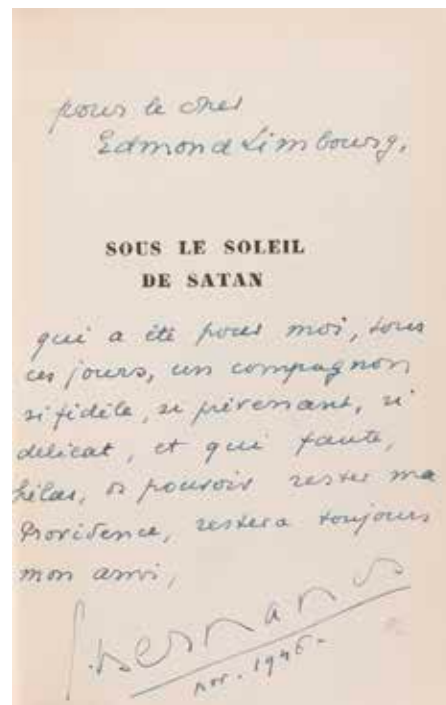 pour le cher
Edmond Limbourg,
SOUS LE SOLEIL
DE SATAN
qui a été pour moi, tous
ces jours, un compagnon
si fidèle, si prévenant, si
délicat, et qui faute,
hélas, de pouvoir rester ma
Providence, restera toujours
mon ami,
G. Bernanos
nov. 1946 -